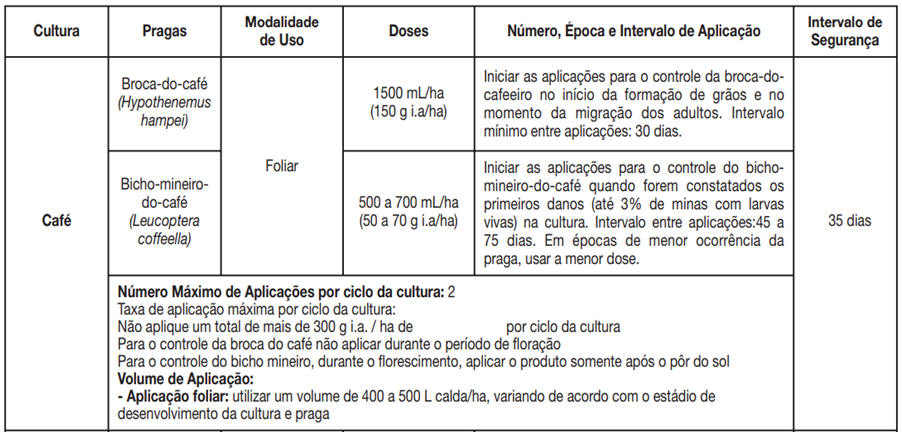 Cultura
Pragas
Modalidade
de Uso
Doses
Número, Época e Intervalo de Aplicação
Intervalo de
Segurança
Café
Broca-do-café
(Hypothenemus
hampei)
Foliar
1500 mL/ha
(150 g i.a/ha)
Iniciar as aplicações para o controle da broca-do-
cafeeiro no início da formação de grãos e no
momento da migração dos adultos. Intervalo
mínimo entre aplicações: 30 dias.
Bicho-mineiro-
do-café
(Leucoptera
coffeella)
500 a 700 mL/ha
(50 a 70 g i.a/ha)
Iniciar as aplicações para o controle do bicho-
mineiro-do-café quando forem constatados os
primeiros danos (até 3% de minas com larvas
vivas) na cultura. Intervalo entre aplicações:45 a
75 dias. Em épocas de menor ocorrência da
praga, usar a menor dose.
35 dias
Número Máximo de Aplicações por ciclo da cultura: 2
Taxa de aplicação máxima por ciclo da cultura:
Não aplique um total de mais de 300 g i.a. / ha de por ciclo da cultura
Para o controle da broca do café não aplicar durante o período de floração
Para o controle do bicho mineiro, durante o florescimento, aplicar o produto somente após o pôr do sol
Volume de Aplicação:
- Aplicação foliar: utilizar um volume de 400 a 500 L calda/ha, variando de acordo com o estádio de
desenvolvimento da cultura e praga